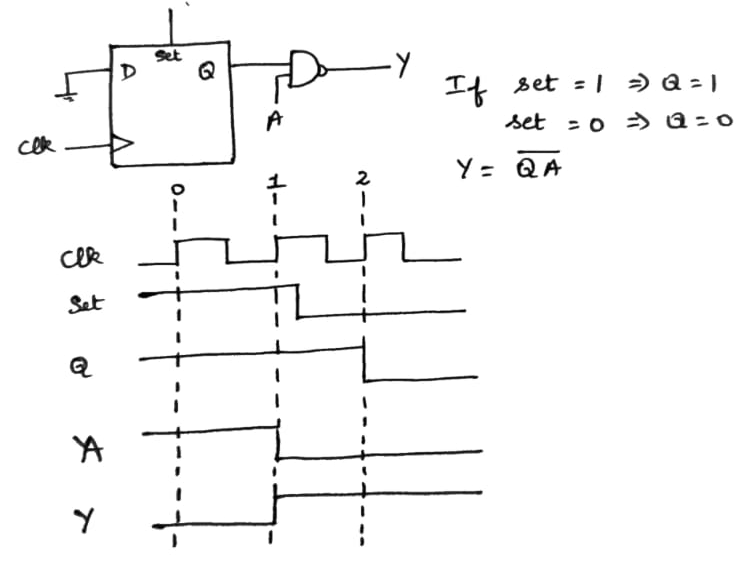 Set
D
Q
Y
A
Clk
If set = 1 ⇒ Q = 1
set = 0 ⇒ Q = 0
Y = \overline{QA}
0 1 2
Clk
Set
Q
A
Y